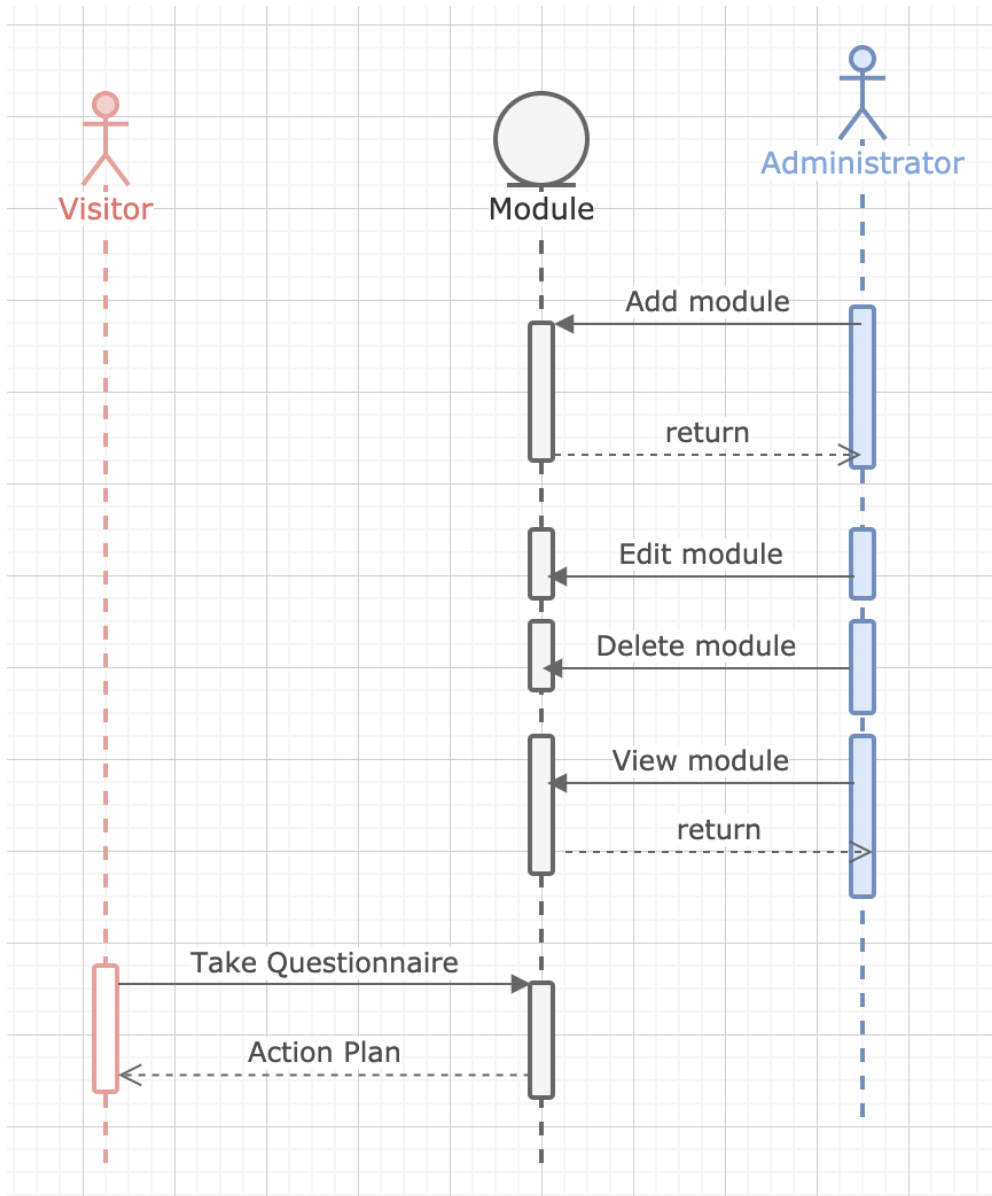 Administrator
Visitor
Module
Add module
return
Edit module
Delete module
View module
return
Take Questionnaire
Action Plan